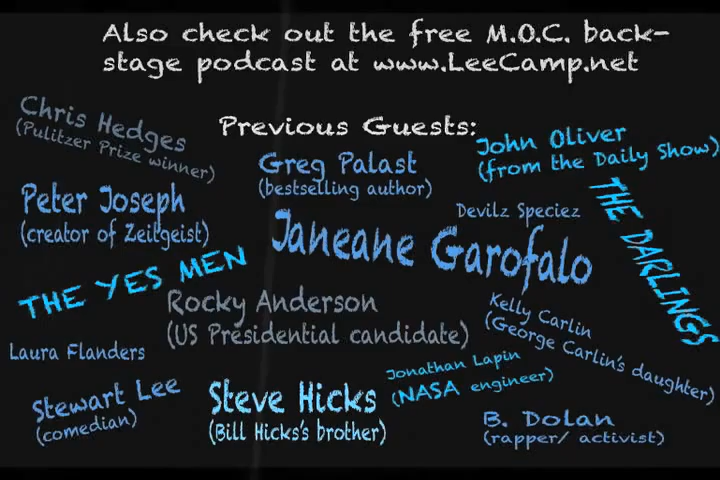 Also check out the free M.O.C. back-
stage podcast at www.LeeCamp.net
Previous Guests:
Chris Hedges
(Pulitzer Prize winner)
Greg Palast
(bestselling author)
John Oliver
(from the Daily Show)
Peter Joseph
(creator of Zeitgeist)
Devilz Speciez
Janeane Garofalo
THE DARLINGS
THE YES MEN
Rocky Anderson
(US Presidential candidate)
Kelly Carlin
(George Carlin's daughter)
Laura Flanders
Jonathan Lapin
(NASA engineer)
Stewart Lee
(comedian)
Steve Hicks
(Bill Hicks's brother)
B. Dolan
(rapper/ activist)